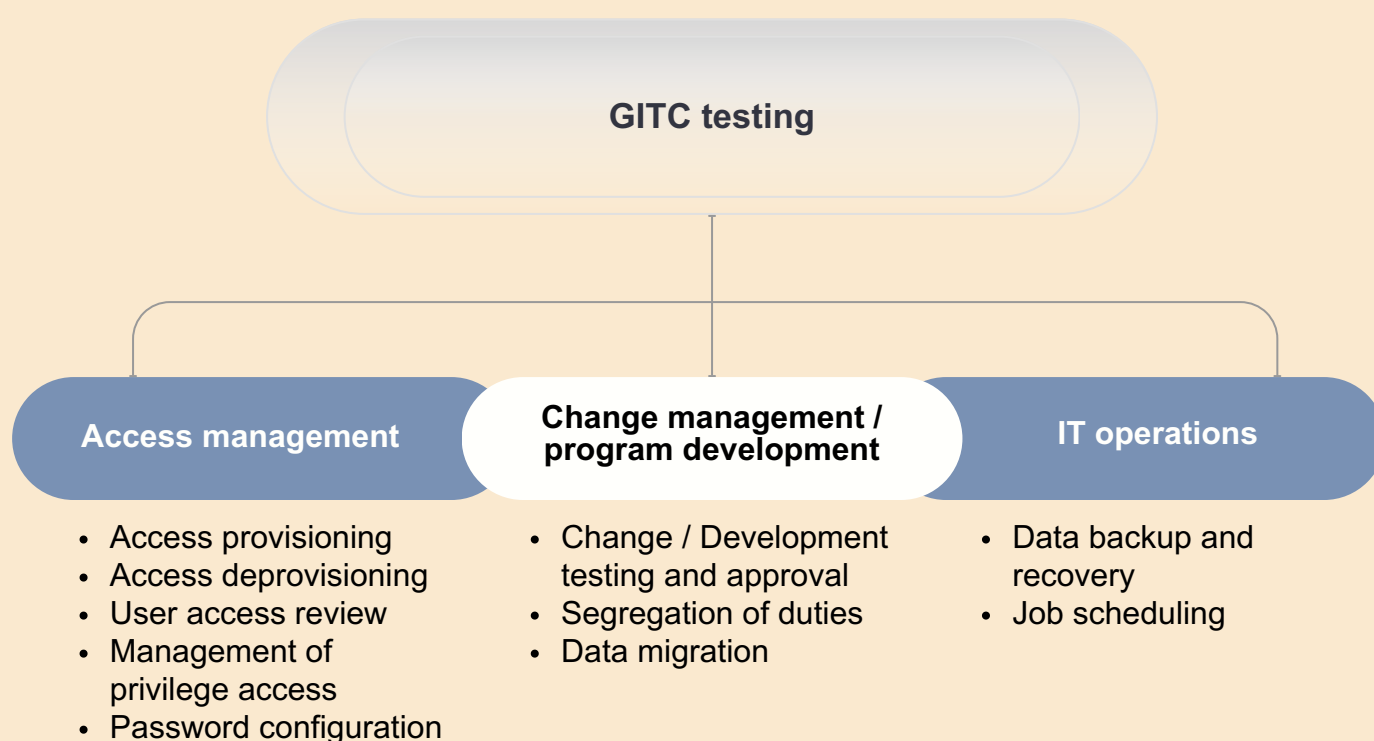 GITC testing
Access management
Change management /
program development
IT operations
• Access provisioning
• Access deprovisioning
• User access review
• Management of
privilege access
• Password configuration
• Change / Development
testing and approval
• Segregation of duties
• Data migration
• Data backup and
recovery
• Job scheduling